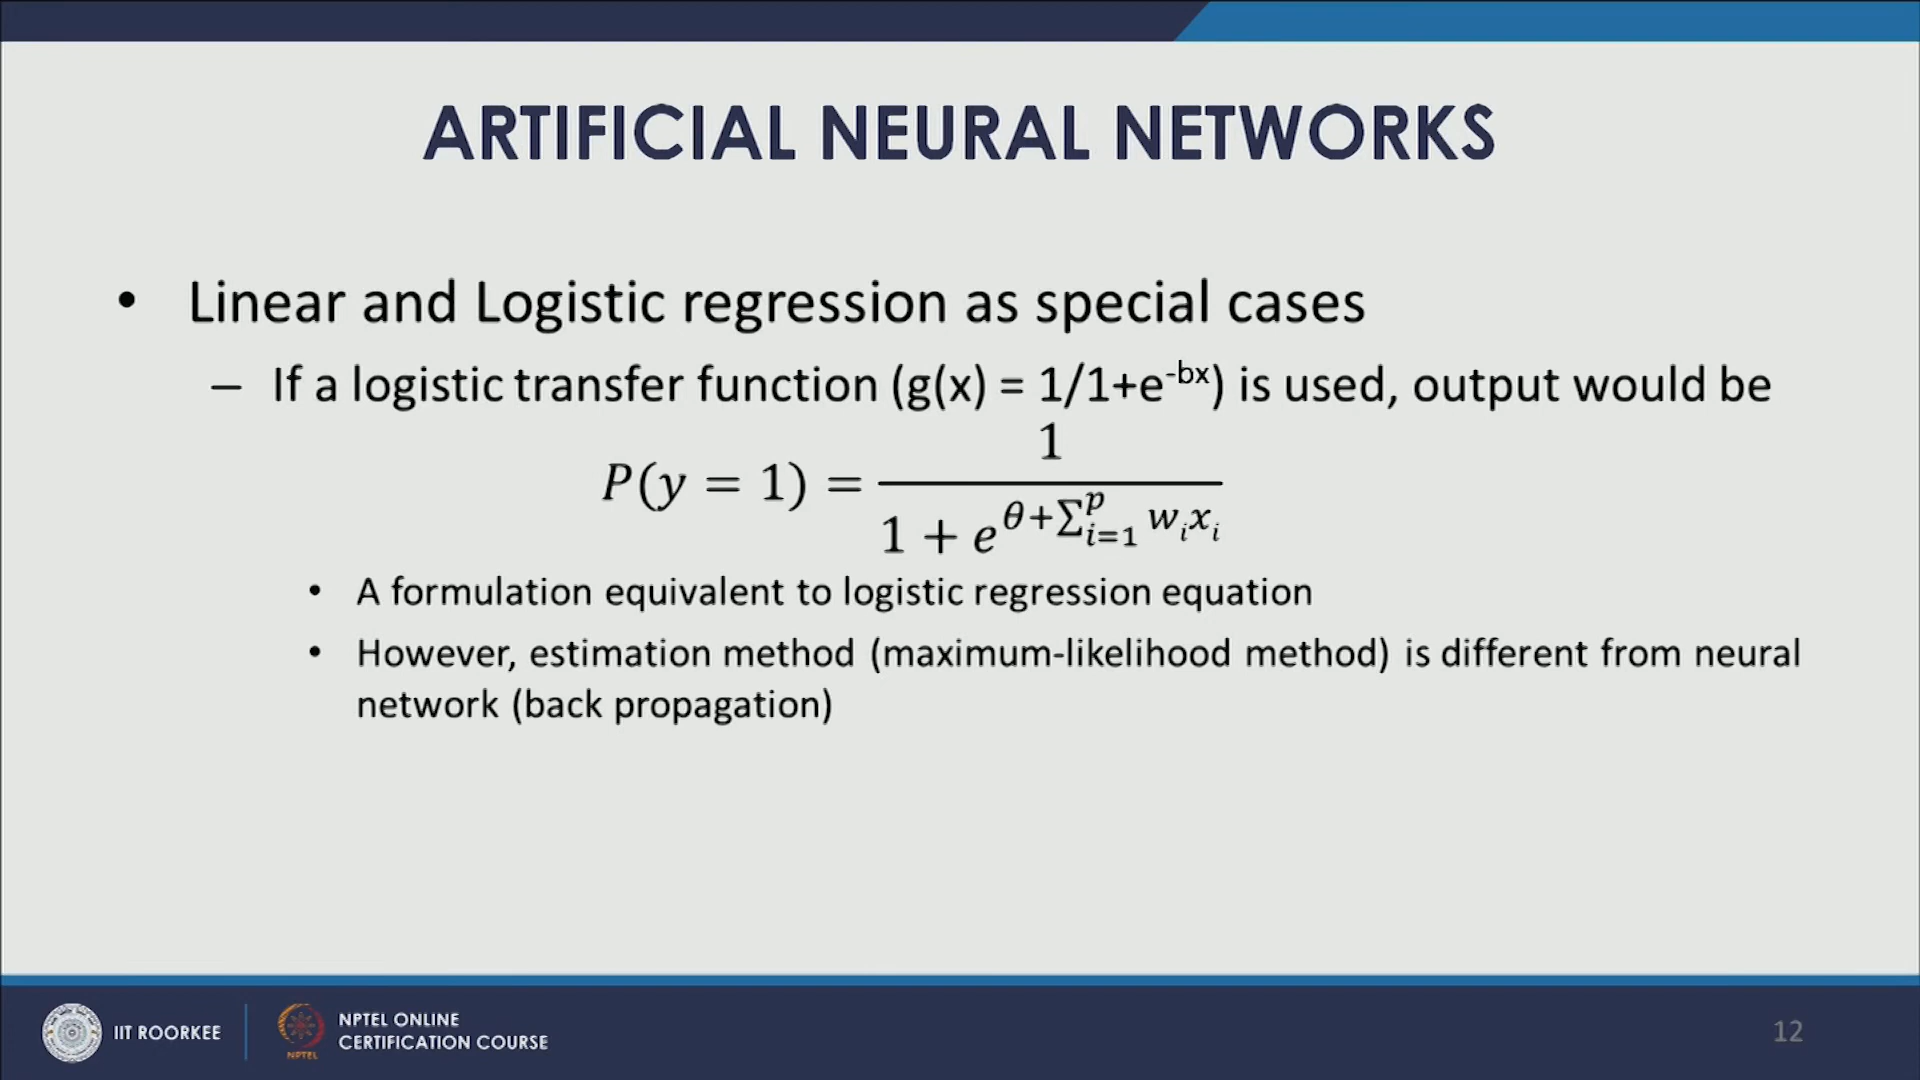 ARTIFICIAL NEURAL NETWORKS
• Linear and Logistic regression as special cases
– If a logistic transfer function (g(x) = 1/1+e^-bx) is used, output would be
P(y = 1) = 1 / (1 + e^(θ+∑_{i=1}^{p} w_i x_i))
• A formulation equivalent to logistic regression equation
• However, estimation method (maximum-likelihood method) is different from neural
network (back propagation)
IIT ROORKEE
NPTEL
NPTEL ONLINE
CERTIFICATION COURSE
12